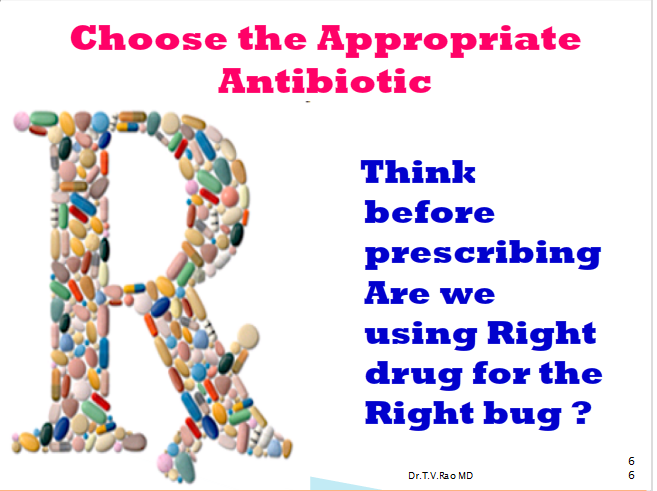 Choose the Appropriate
Antibiotic
Think
before
prescribing
Are we
using Right
drug for the
Right bug ?
Dr.T.V.Rao MD
6
6